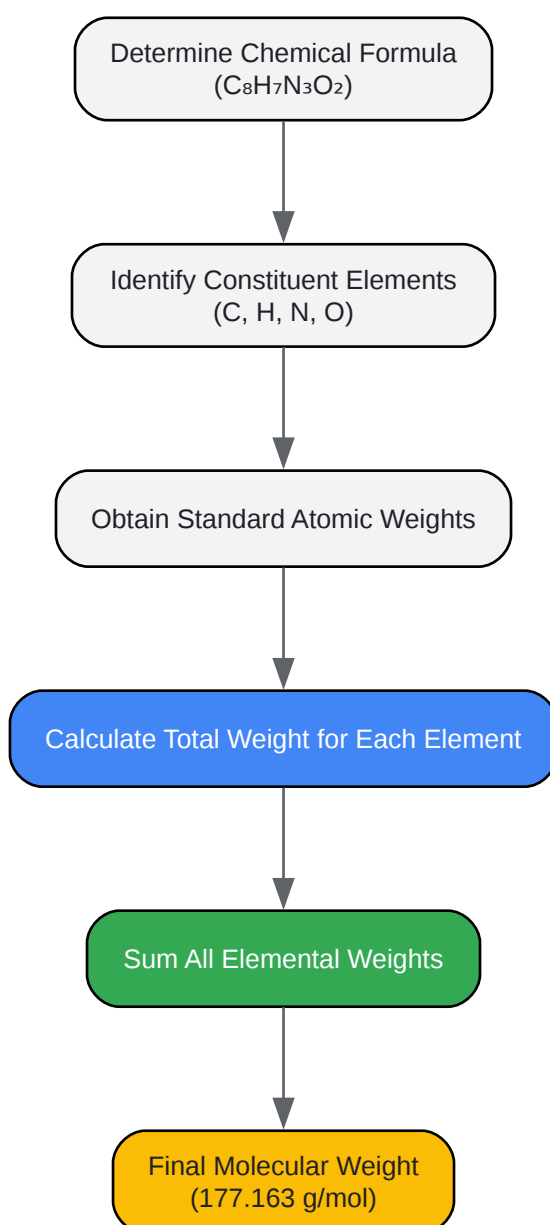 Determine Chemical Formula
(C₈H₇N₃O₂)
Identify Constituent Elements
(C, H, N, O)
Obtain Standard Atomic Weights
Calculate Total Weight for Each Element
Sum All Elemental Weights
Final Molecular Weight
(177.163 g/mol)